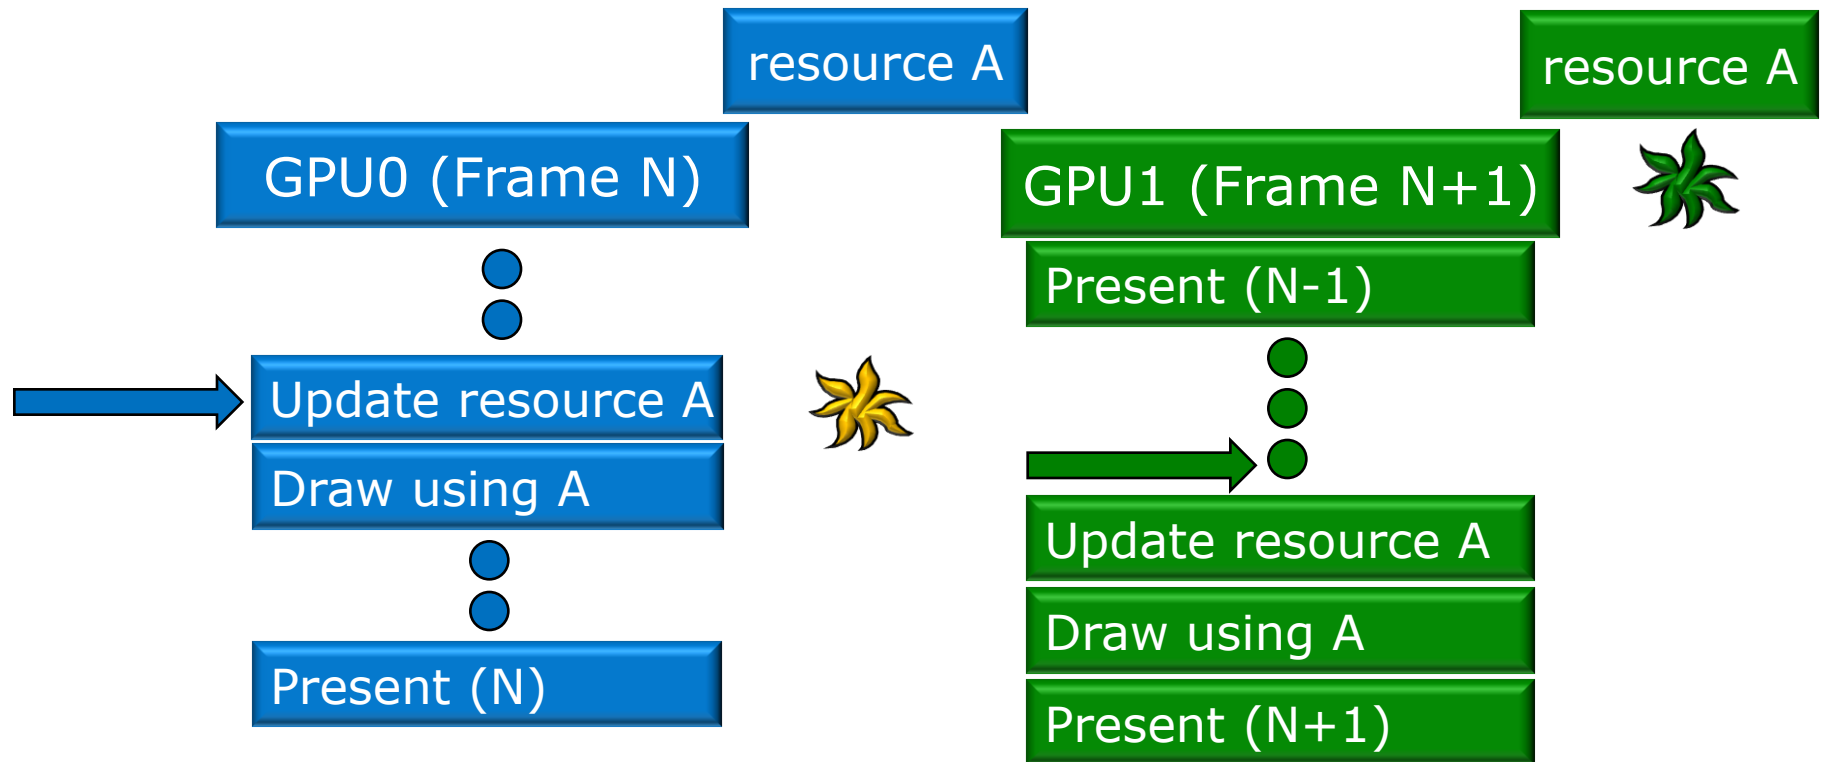 resource A
GPU0 (Frame N)
Update resource A
Draw using A
Present (N)
resource A
GPU1 (Frame N+1)
Present (N-1)
Update resource A
Draw using A
Present (N+1)